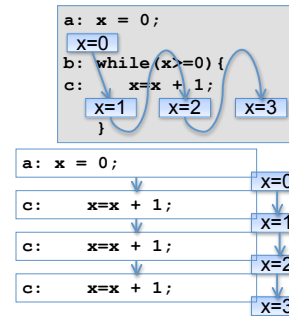 a: x = 0;
x=0
b: while(x>=0){
c: x=x + 1;
x=1 x=2 x=3
}
a: x = 0;
x=0
c: x=x + 1;
x=1
c: x=x + 1;
x=2
c: x=x + 1;
x=3